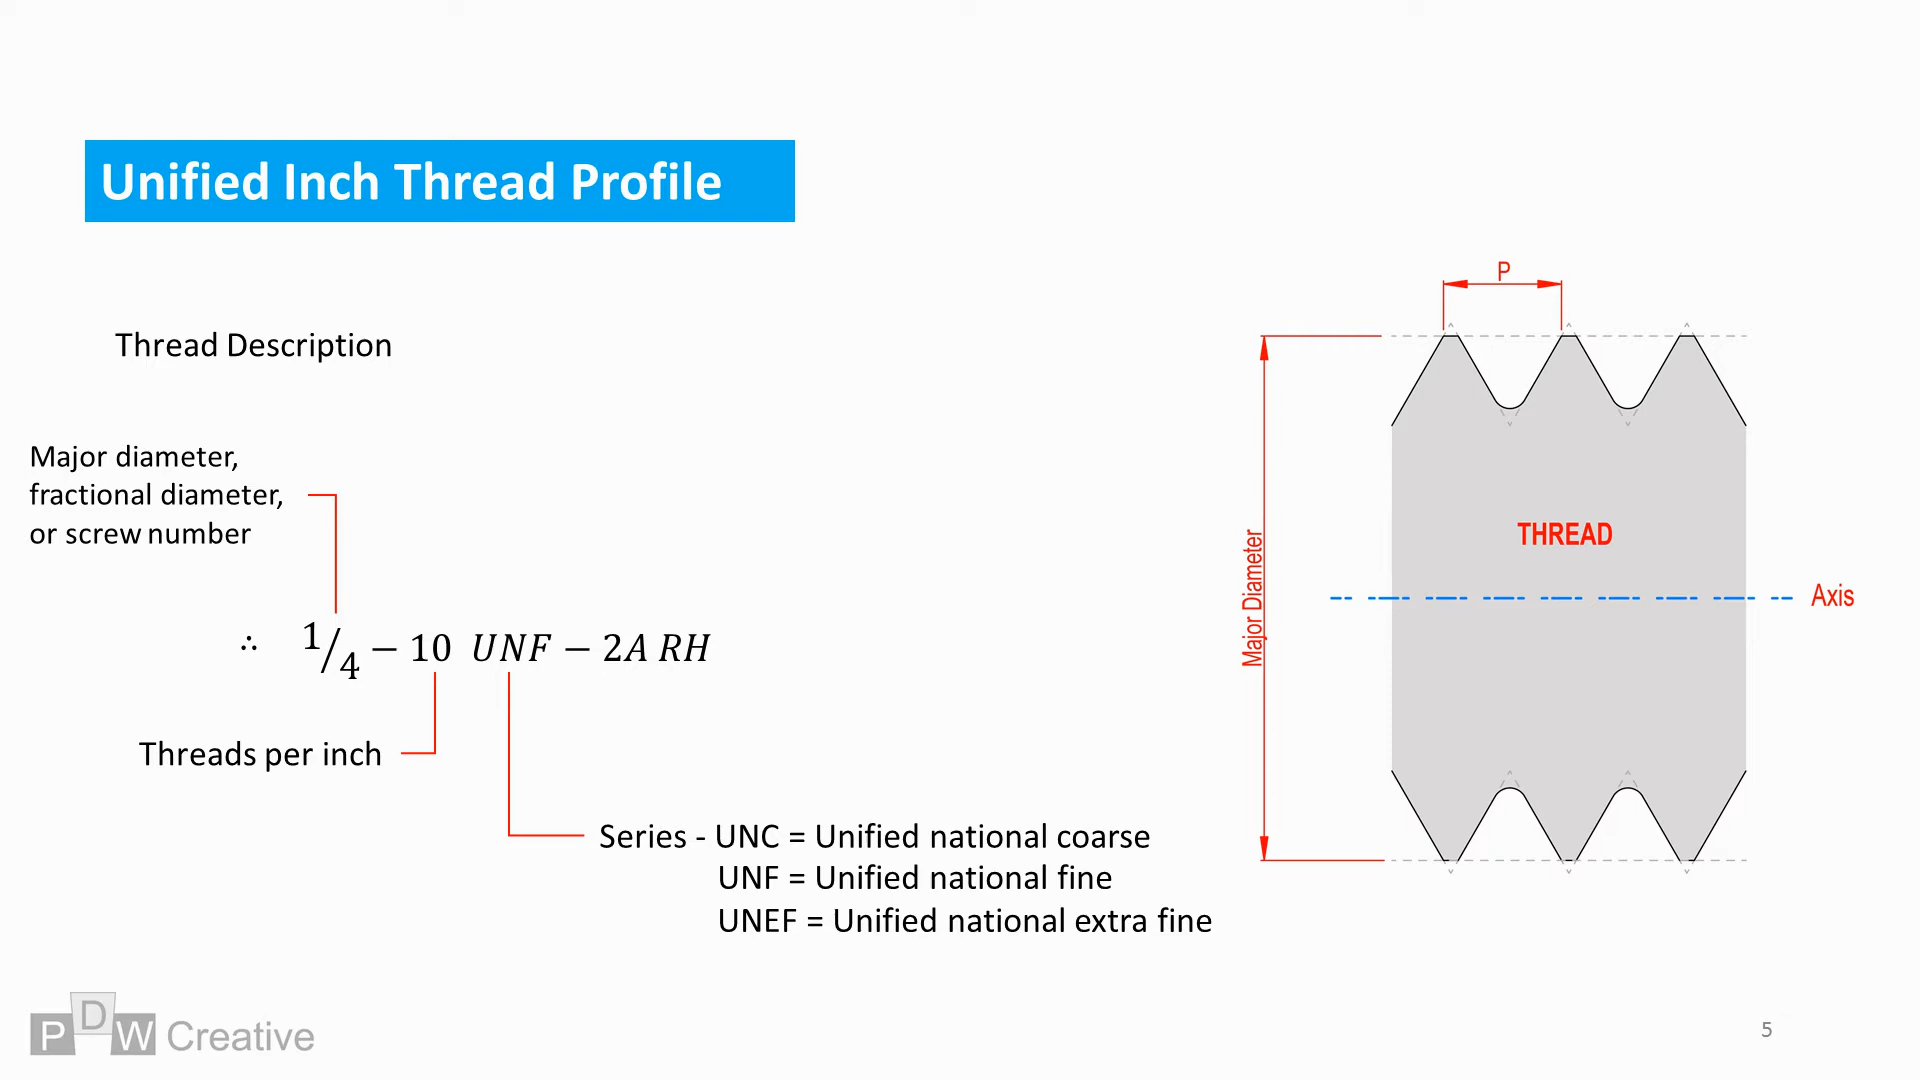 Unified Inch Thread Profile
Thread Description
Major diameter,
fractional diameter,
or screw number
∴ 1/4 − 10 UNF − 2A RH
Threads per inch
Series - UNC = Unified national coarse
UNF = Unified national fine
UNEF = Unified national extra fine
P
Major Diameter
THREAD
Axis
PDW Creative
5